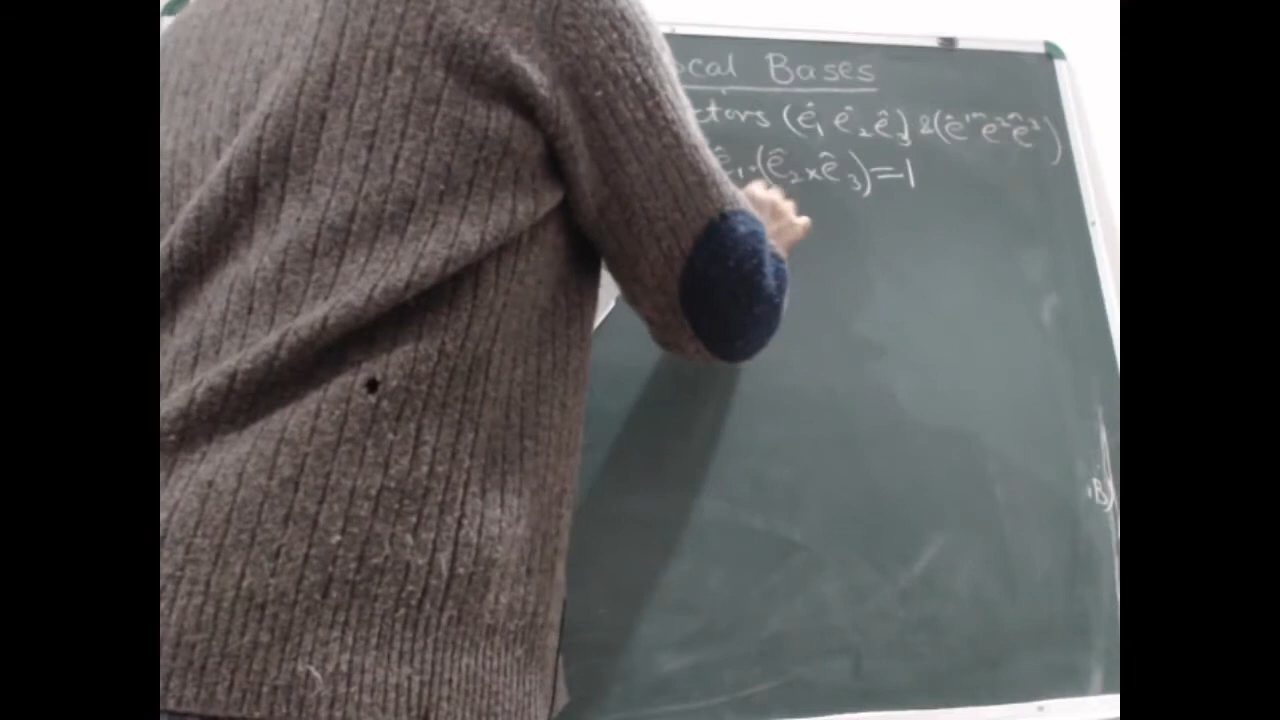 ocal Bases
ctors (ê₁ ê₂ ê₃) & (ê¹ ê² ê³)
ê₁·(ê₂ × ê₃) = 1
B)